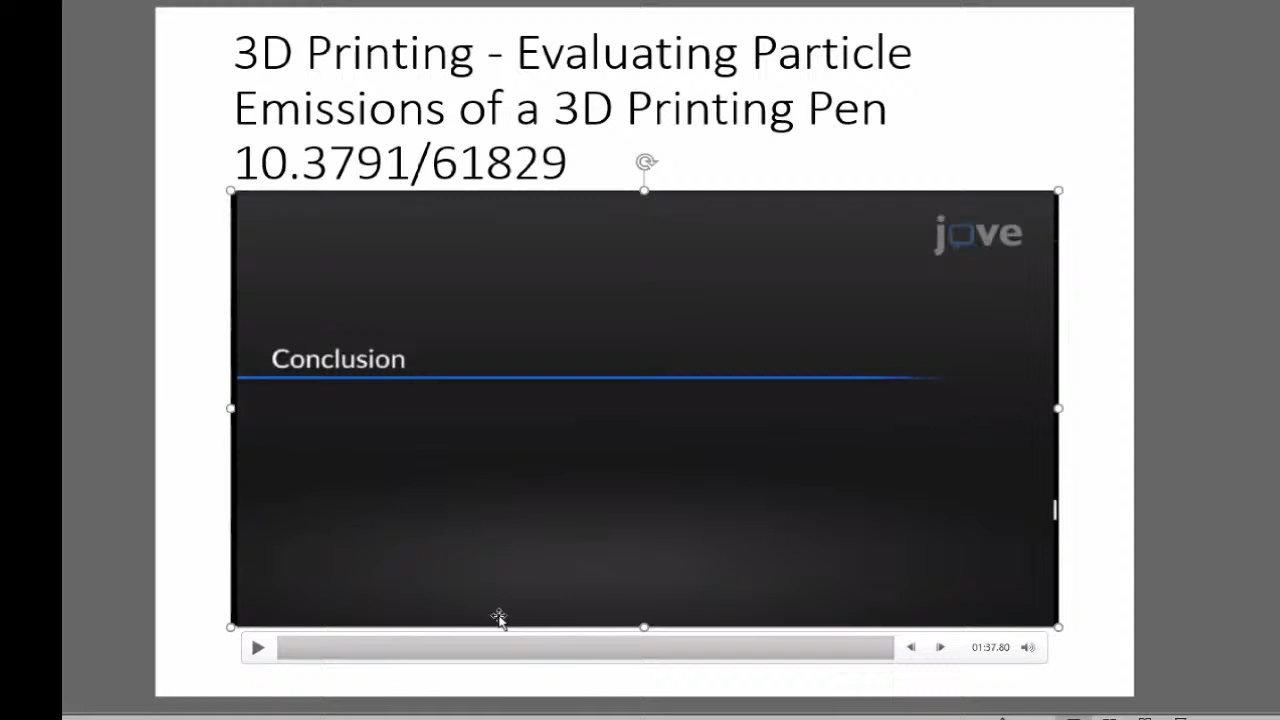 3D Printing - Evaluating Particle
Emissions of a 3D Printing Pen
10.3791/61829
jove
Conclusion
01:37.80